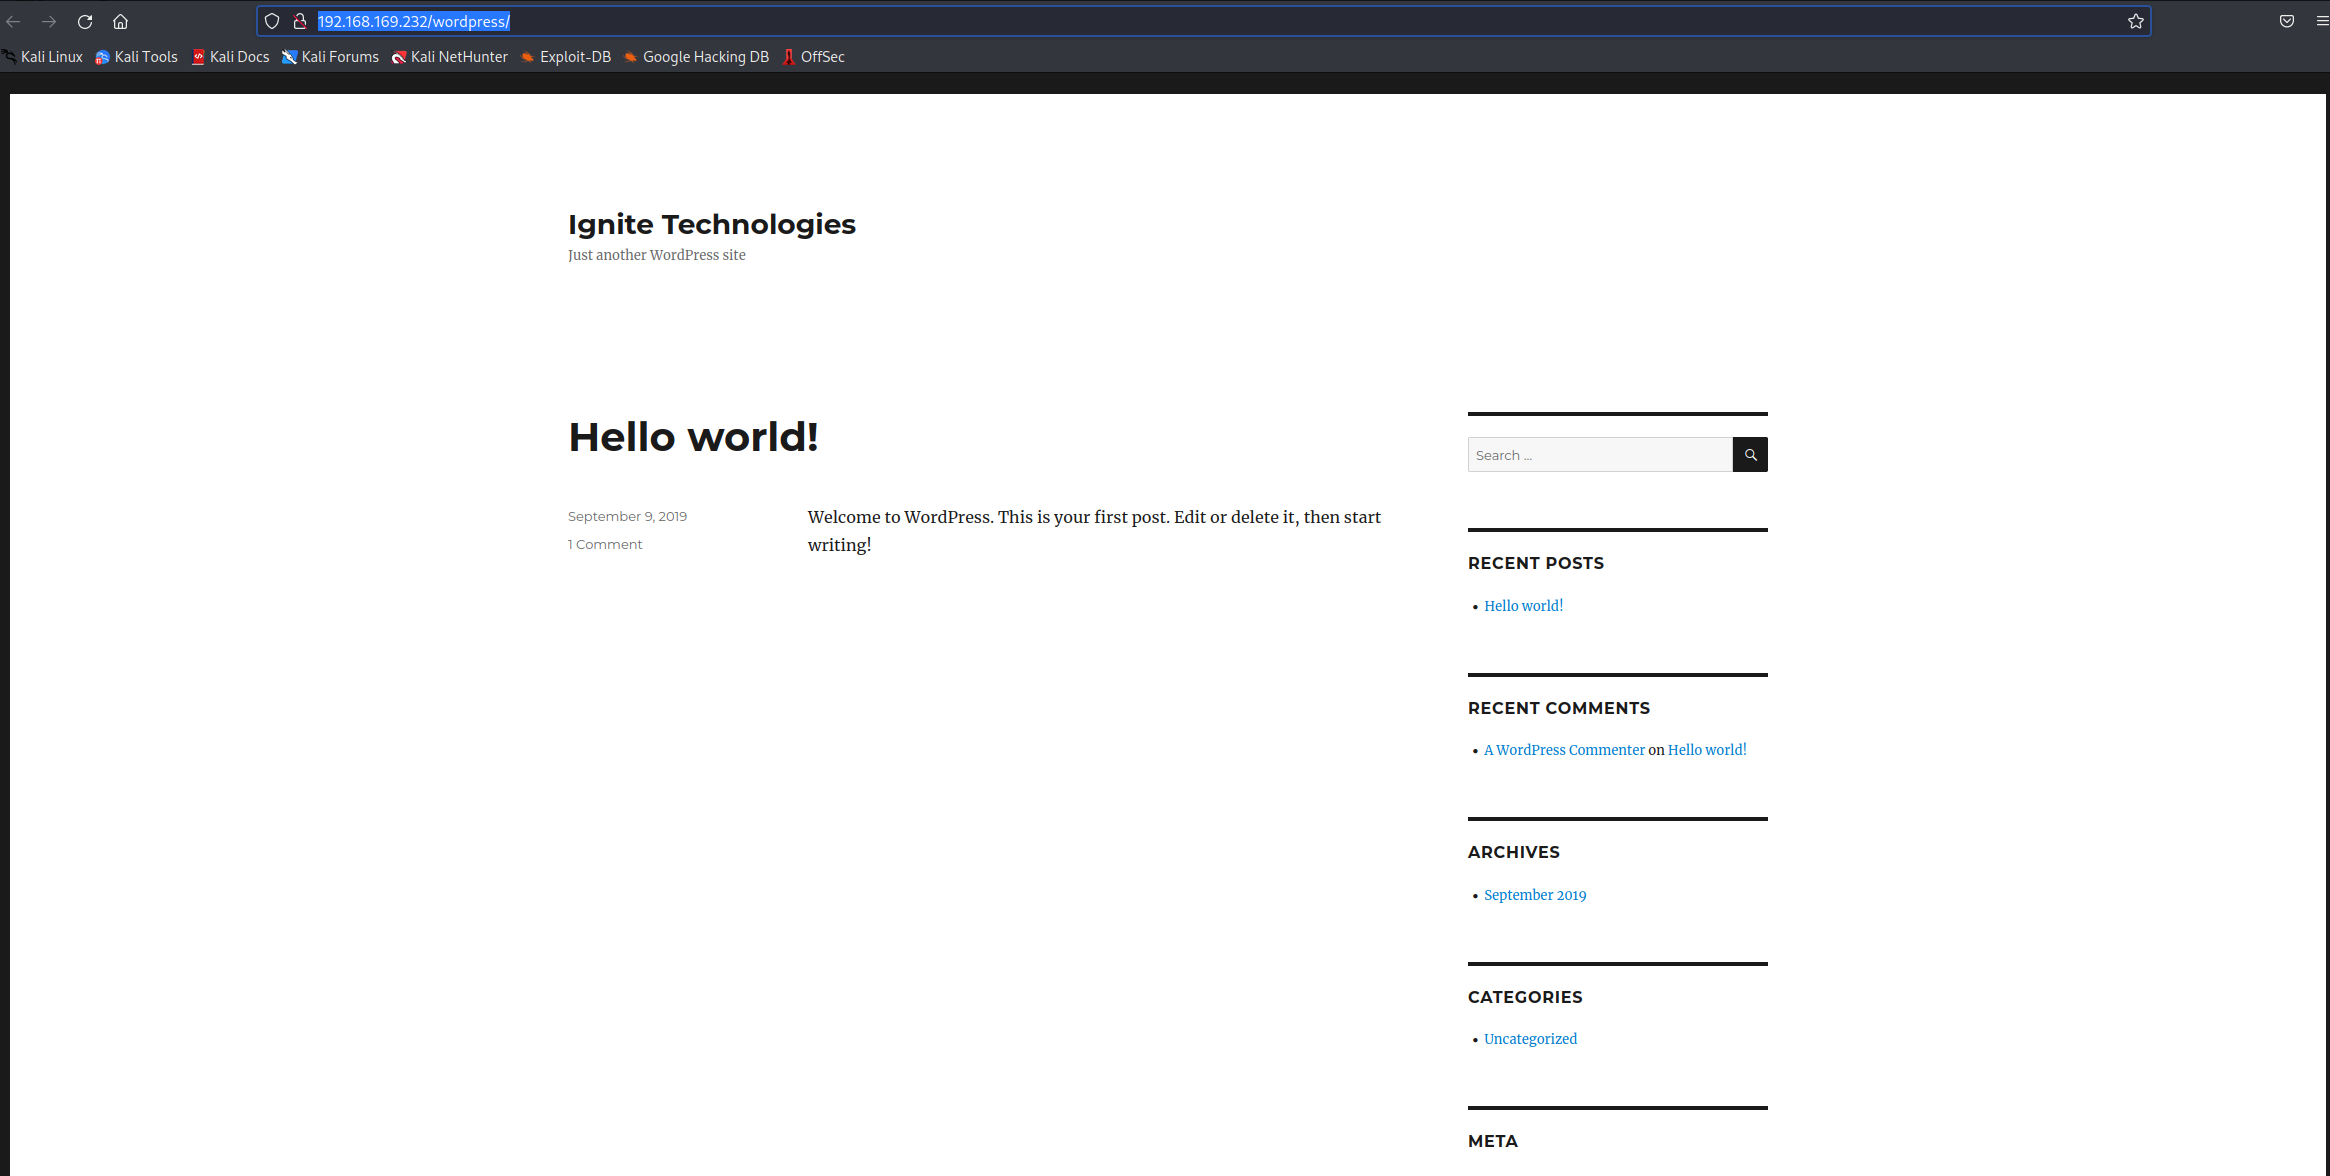 192.168.169.232/wordpress/
Kali Linux Kali Tools Kali Docs Kali Forums Kali NetHunter Exploit-DB Google Hacking DB OffSec
Ignite Technologies
Just another WordPress site
Hello world!
September 9, 2019
1 Comment
Welcome to WordPress. This is your first post. Edit or delete it, then start
writing!
Search …
RECENT POSTS
Hello world!
RECENT COMMENTS
A WordPress Commenter on Hello world!
ARCHIVES
September 2019
CATEGORIES
Uncategorized
META